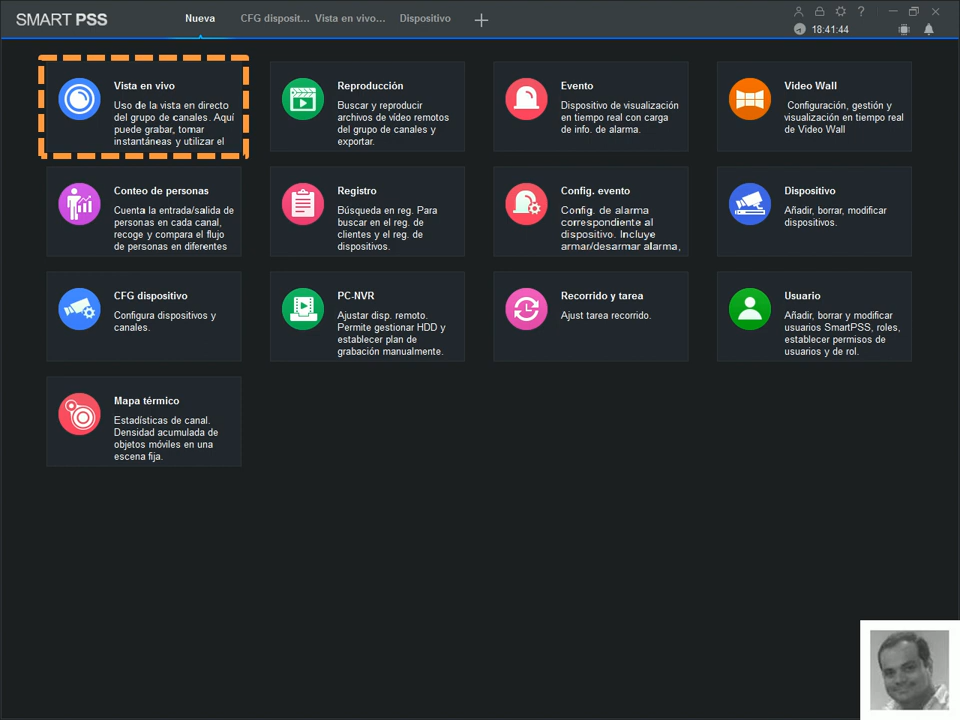 SMART PSS
Nueva
CFG disposit...
Vista en vivo...
Dispositivo
18:41:44
Vista en vivo
Uso de la vista en directo
del grupo de canales. Aquí
puede grabar, tomar
instantáneas y utilizar el
Reproducción
Buscar y reproducir
archivos de vídeo remotos
del grupo de canales y
exportar.
Evento
Dispositivo de visualización
en tiempo real con carga
de info. de alarma.
Video Wall
Configuración, gestión y
visualización en tiempo real
de Video Wall
Conteo de personas
Cuenta la entrada/salida de
personas en cada canal,
recoge y compara el flujo
de personas en diferentes
Registro
Búsqueda en reg. Para
buscar en el reg. de
clientes y el reg. de
dispositivos.
Config. evento
Config. de alarma
correspondiente al
dispositivo. Incluye
armar/desarmar alarma,
Dispositivo
Añadir, borrar, modificar
dispositivos.
CFG dispositivo
Configura dispositivos y
canales.
PC-NVR
Ajustar disp. remoto.
Permite gestionar HDD y
establecer plan de
grabación manualmente.
Recorrido y tarea
Ajust tarea recorrido.
Usuario
Añadir, borrar y modificar
usuarios SmartPSS, roles,
establecer permisos de
usuarios y de rol.
Mapa térmico
Estadísticas de canal.
Densidad acumulada de
objetos móviles en una
escena fija.